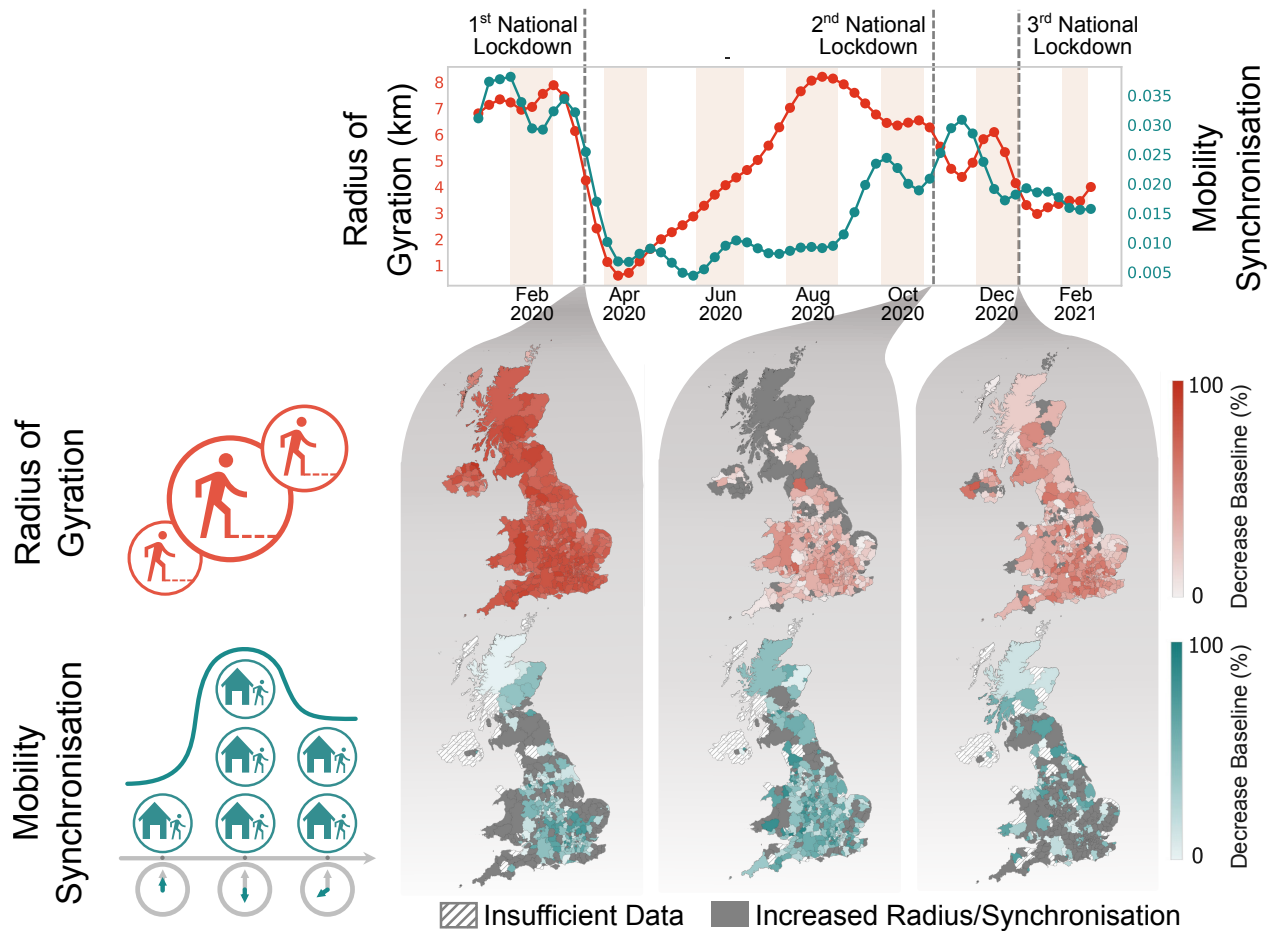 1st National
Lockdown
2nd National
Lockdown
3rd National
Lockdown
-
Radius of
Gyration (km)
8
7
6
5
4
3
2
1
0.035
0.030
0.025
0.020
0.015
0.010
0.005
Mobility
Synchronisation
Feb
2020
Apr
2020
Jun
2020
Aug
2020
Oct
2020
Dec
2020
Feb
2021
Radius of
Gyration
100
0
Decrease Baseline (%)
Mobility
Synchronisation
100
0
Decrease Baseline (%)
Insufficient Data
Increased Radius/Synchronisation